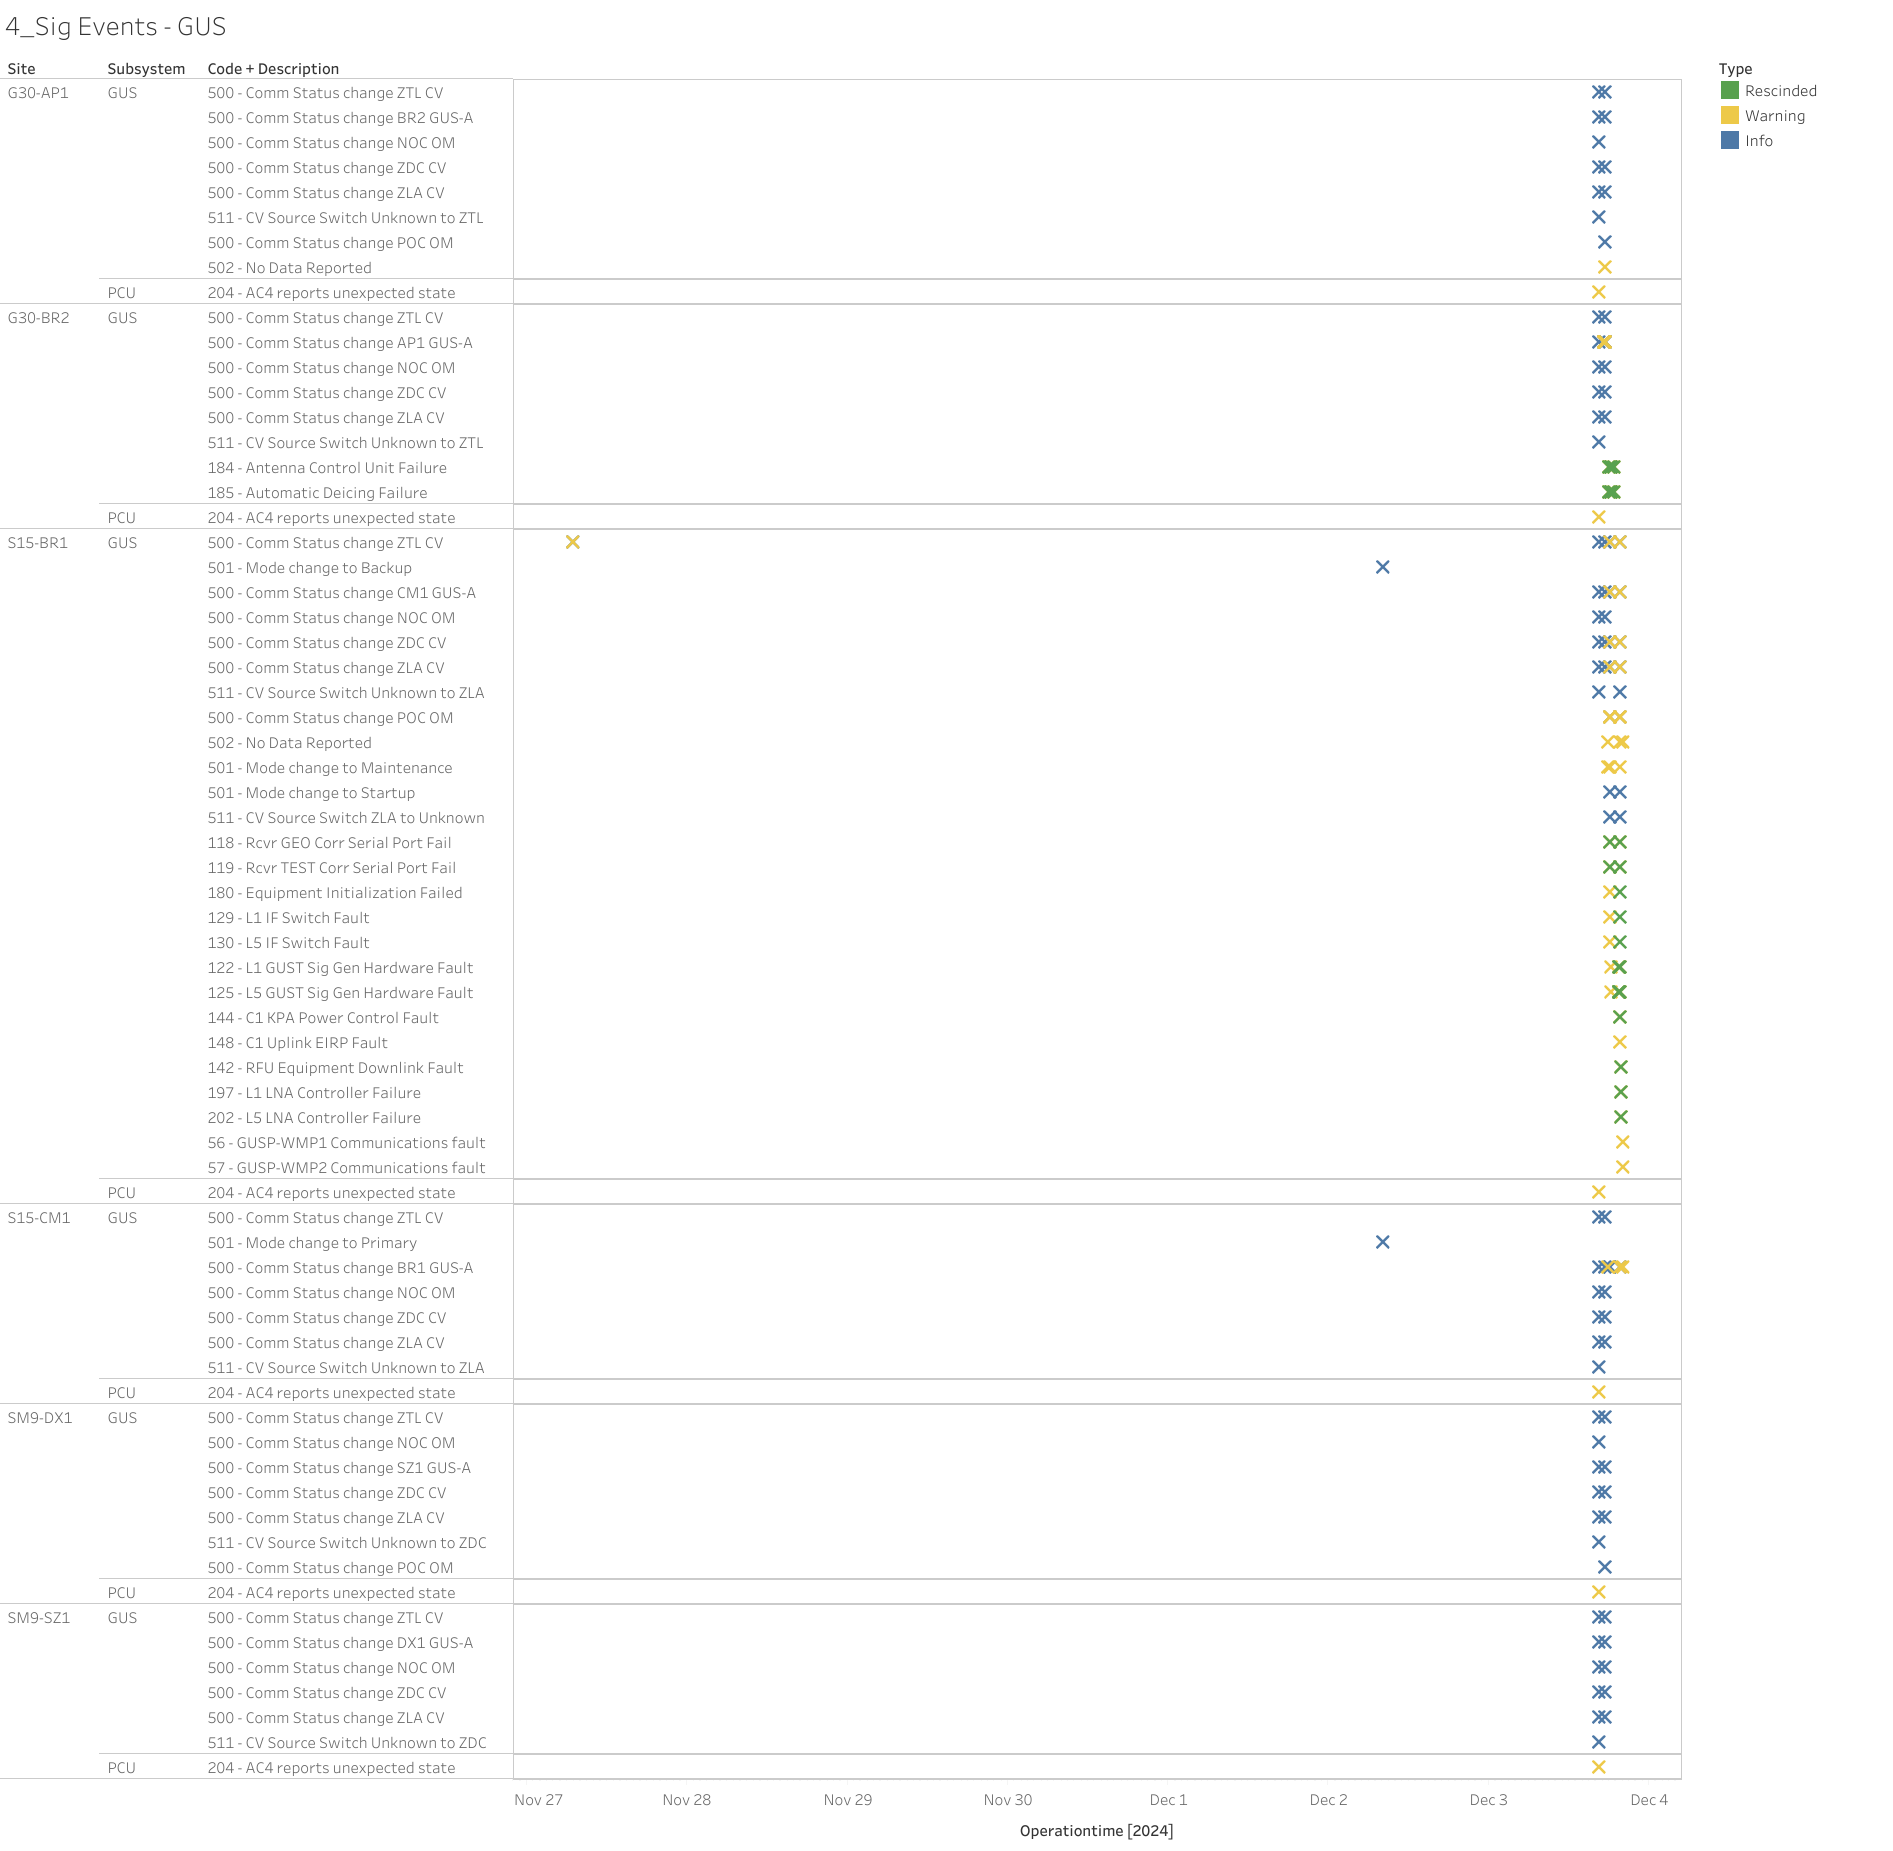 4_Sig Events - GUS
Site Subsystem Code + Description Type
G30-AP1 GUS 500 - Comm Status change ZTL CV Rescinded
500 - Comm Status change BR2 GUS-A Warning
500 - Comm Status change NOC OM Info
500 - Comm Status change ZDC CV
500 - Comm Status change ZLA CV
511 - CV Source Switch Unknown to ZTL
500 - Comm Status change POC OM
502 - No Data Reported
PCU 204 - AC4 reports unexpected state
G30-BR2 GUS 500 - Comm Status change ZTL CV
500 - Comm Status change AP1 GUS-A
500 - Comm Status change NOC OM
500 - Comm Status change ZDC CV
500 - Comm Status change ZLA CV
511 - CV Source Switch Unknown to ZTL
184 - Antenna Control Unit Failure
185 - Automatic Deicing Failure
PCU 204 - AC4 reports unexpected state
S15-BR1 GUS 500 - Comm Status change ZTL CV
501 - Mode change to Backup
500 - Comm Status change CM1 GUS-A
500 - Comm Status change NOC OM
500 - Comm Status change ZDC CV
500 - Comm Status change ZLA CV
511 - CV Source Switch Unknown to ZLA
500 - Comm Status change POC OM
502 - No Data Reported
501 - Mode change to Maintenance
501 - Mode change to Startup
511 - CV Source Switch ZLA to Unknown
118 - Rcvr GEO Corr Serial Port Fail
119 - Rcvr TEST Corr Serial Port Fail
180 - Equipment Initialization Failed
129 - L1 IF Switch Fault
130 - L5 IF Switch Fault
122 - L1 GUST Sig Gen Hardware Fault
125 - L5 GUST Sig Gen Hardware Fault
144 - C1 KPA Power Control Fault
148 - C1 Uplink EIRP Fault
142 - RFU Equipment Downlink Fault
197 - L1 LNA Controller Failure
202 - L5 LNA Controller Failure
56 - GUSP-WMP1 Communications fault
57 - GUSP-WMP2 Communications fault
PCU 204 - AC4 reports unexpected state
S15-CM1 GUS 500 - Comm Status change ZTL CV
501 - Mode change to Primary
500 - Comm Status change BR1 GUS-A
500 - Comm Status change NOC OM
500 - Comm Status change ZDC CV
500 - Comm Status change ZLA CV
511 - CV Source Switch Unknown to ZLA
PCU 204 - AC4 reports unexpected state
SM9-DX1 GUS 500 - Comm Status change ZTL CV
500 - Comm Status change NOC OM
500 - Comm Status change SZ1 GUS-A
500 - Comm Status change ZDC CV
500 - Comm Status change ZLA CV
511 - CV Source Switch Unknown to ZDC
500 - Comm Status change POC OM
PCU 204 - AC4 reports unexpected state
SM9-SZ1 GUS 500 - Comm Status change ZTL CV
500 - Comm Status change DX1 GUS-A
500 - Comm Status change NOC OM
500 - Comm Status change ZDC CV
500 - Comm Status change ZLA CV
511 - CV Source Switch Unknown to ZDC
PCU 204 - AC4 reports unexpected state
Nov 27 Nov 28 Nov 29 Nov 30 Dec 1 Dec 2 Dec 3 Dec 4
Operationtime [2024]